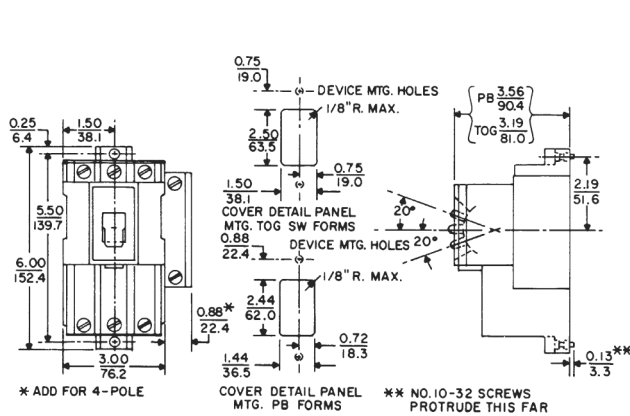 0.75
19.0
DEVICE MTG. HOLES
1/8" R. MAX.
2.50
63.5
0.75
19.0
1.50
38.1
COVER DETAIL PANEL
MTG. TOG SW FORMS
0.25
6.4
1.50
38.1
5.50
139.7
6.00
152.4
0.88*
22.4
3.00
76.2
* ADD FOR 4-POLE
0.88
22.4
DEVICE MTG. HOLES
1/8" R. MAX.
2.44
62.0
0.72
18.3
1.44
36.5
COVER DETAIL PANEL
MTG. PB FORMS
PB 3.56
90.4
TOG 3.19
81.0
2.19
51.6
20°
20°
0.13**
3.3
** NO.10-32 SCREWS
PROTRUDE THIS FAR